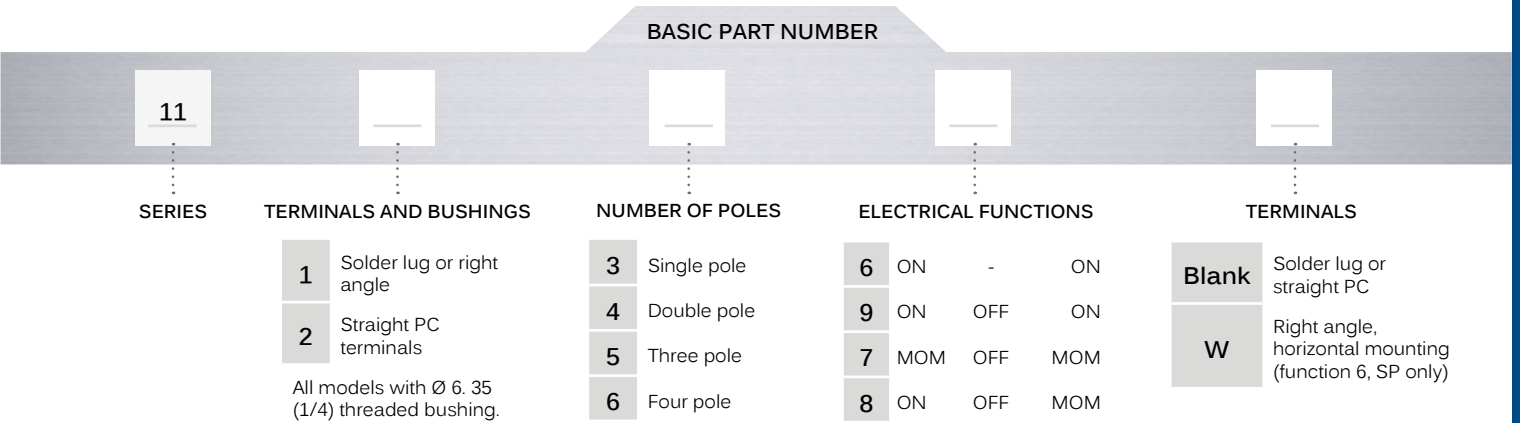 BASIC PART NUMBER
11
SERIES
TERMINALS AND BUSHINGS
1 Solder lug or right
angle
2 Straight PC
terminals
All models with Ø 6. 35
(1/4) threaded bushing.
NUMBER OF POLES
3 Single pole
4 Double pole
5 Three pole
6 Four pole
ELECTRICAL FUNCTIONS
6 ON - ON
9 ON OFF ON
7 MOM OFF MOM
8 ON OFF MOM
TERMINALS
Blank Solder lug or
straight PC
W Right angle,
horizontal mounting
(function 6, SP only)